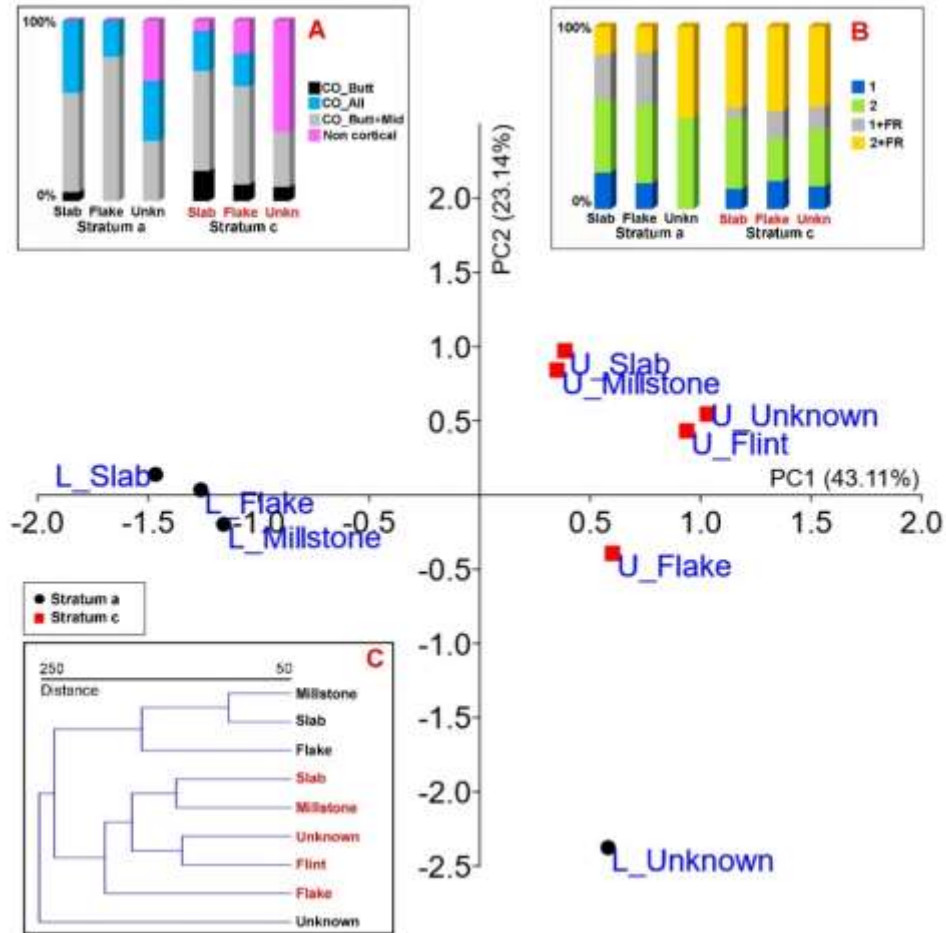 100%
A
CO_Butt
CO_All
CO_Butt+Mid
Non cortical
0%
Slab Flake Unkn Slab Flake Unkn
Stratum a Stratum c
100%
B
1
2
1+FR
2+FR
0%
Slab Flake Unkn Slab Flake Unkn
Stratum a Stratum c
PC2 (23.14%)
2.0
1.5
1.0
U_Slab
U_Millstone
0.5
U_Unknown
U_Flint
L_Slab
PC1 (43.11%)
L_Flake
-2.0 -1.5 -1.0 -0.5 0.5 1.0 1.5 2.0
L_Millstone
-0.5
U_Flake
Stratum a
Stratum c
-1.0
-1.5
-2.0
-2.5
L_Unknown
C
250 50
Distance
Millstone
Slab
Flake
Slab
Millstone
Unknown
Flint
Flake
Unknown